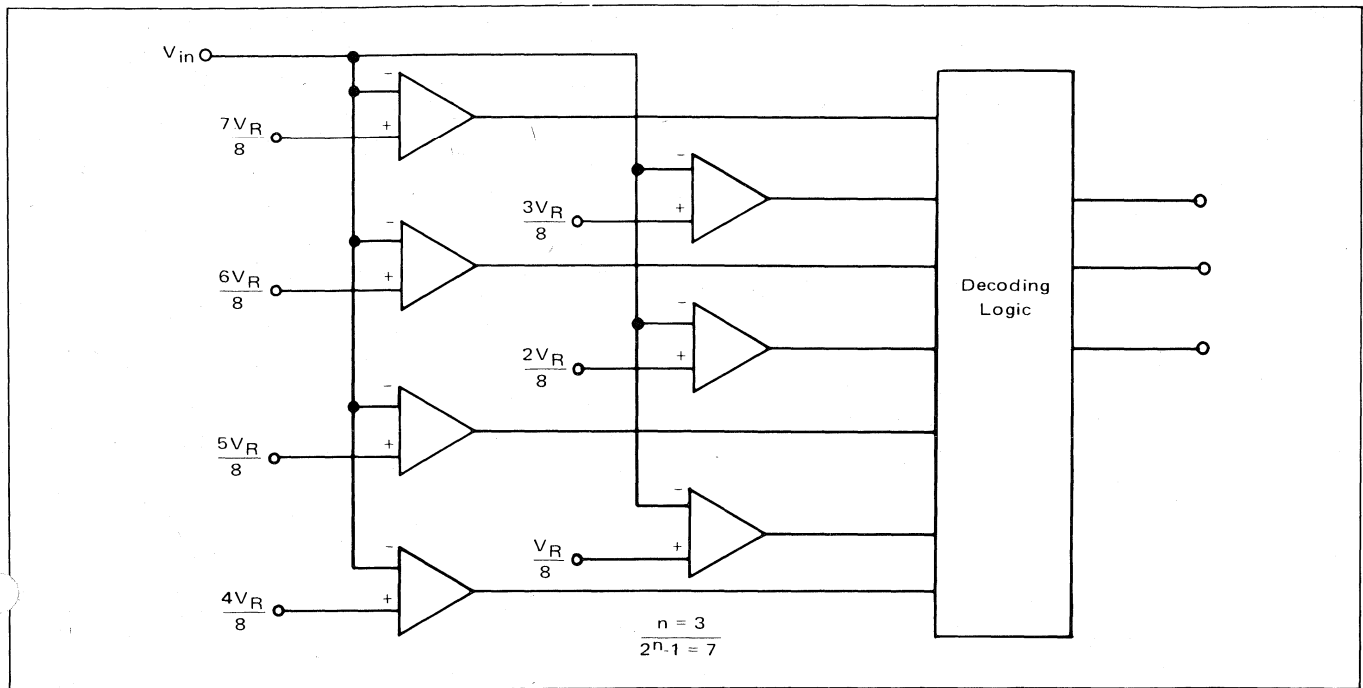 Vin
-
+
7VR
8
-
+
3VR
8
-
+
6VR
8
Decoding
Logic
-
+
2VR
8
-
+
5VR
8
-
+
VR
8
-
+
4VR
8
n = 3
2n-1 = 7